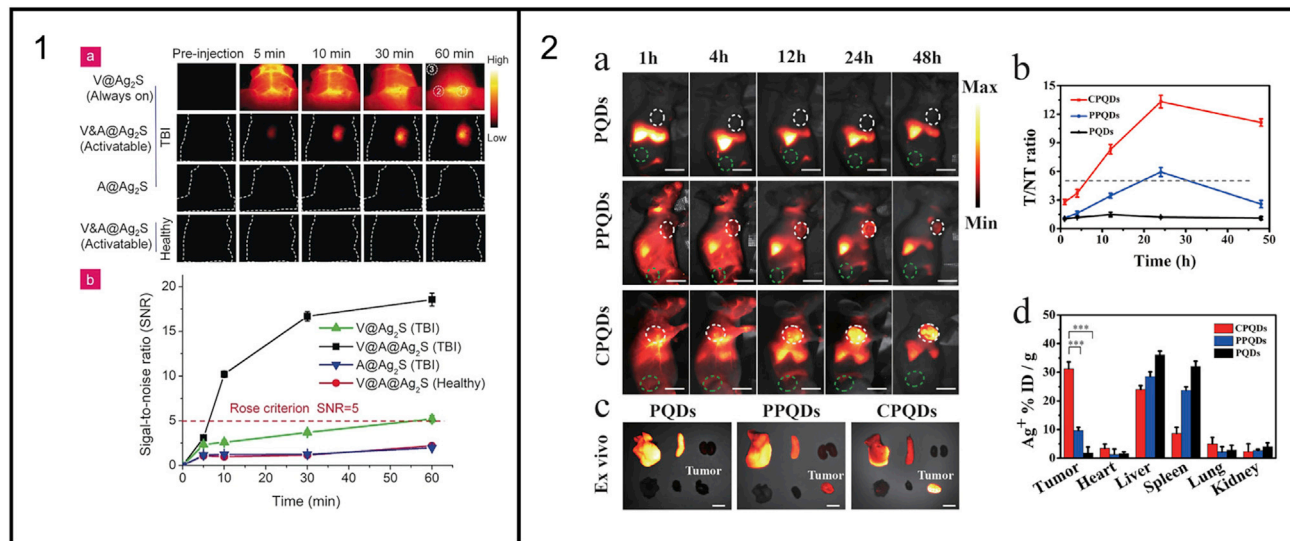 1
a
Pre-injection 5 min 10 min 30 min 60 min
V@Ag₂S
(Always on)
V&A@Ag₂S
(Activatable)
A@Ag₂S
V&A@Ag₂S
(Activatable)
TBI
Healthy
3
2
1
High
Low
b
Sigal-to-noise ratio (SNR)
20
15
10
5
0
V@Ag₂S (TBI)
V@A@Ag₂S (TBI)
A@Ag₂S (TBI)
V@A@Ag₂S (Healthy)
Rose criterion SNR=5
0 10 20 30 40 50 60
Time (min)
2
a
1h 4h 12h 24h 48h
PQDs
PPQDs
CPQDs
Max
Min
b
T/NT ratio
15
12
9
6
3
0
CPQDs
PPQDs
PQDs
0 10 20 30 40 50
Time (h)
c
PQDs PPQDs CPQDs
Ex vivo
Tumor
Tumor
Tumor
d
Ag⁺ % ID / g
50
40
30
20
10
0
***
***
CPQDs
PPQDs
PQDs
Tumor Heart Liver Spleen Lung Kidney